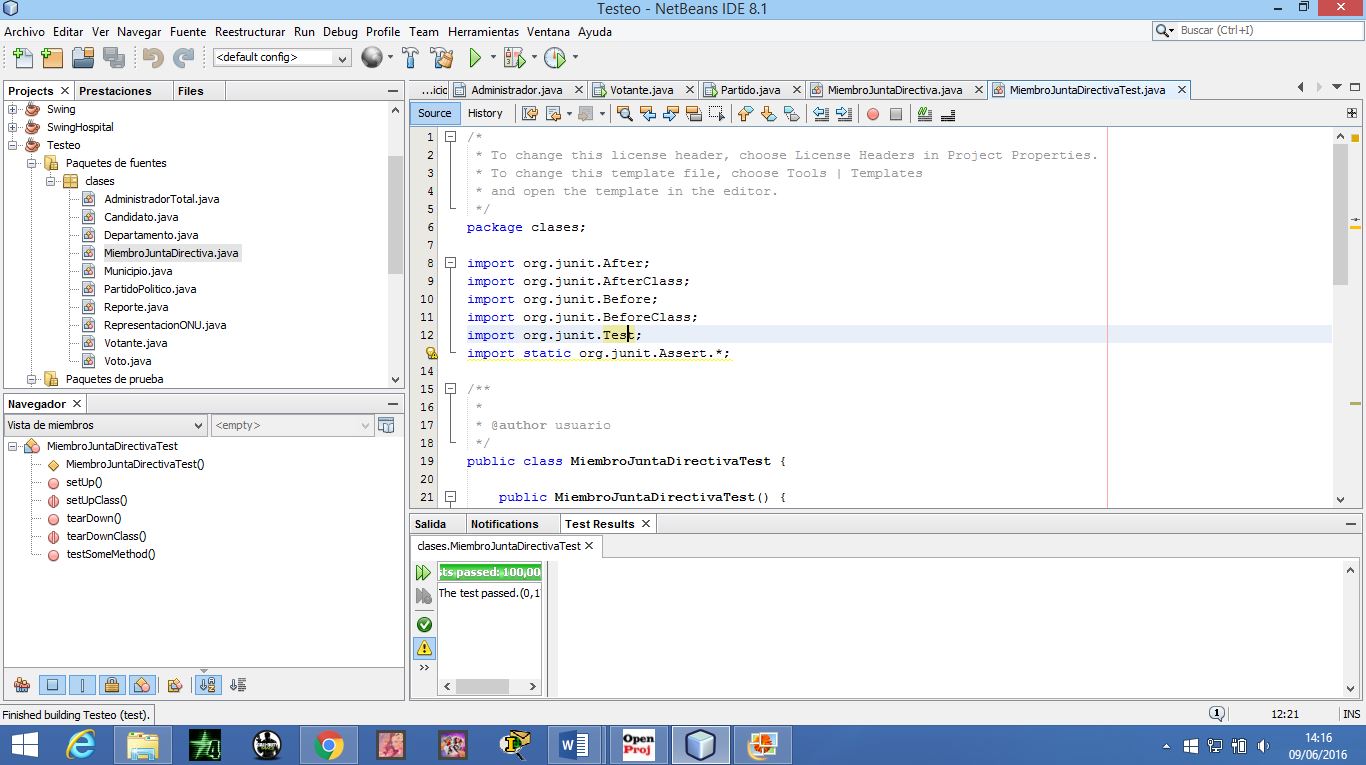 Testeo - NetBeans IDE 8.1
Archivo Editar Ver Navegar Fuente Reestructurar Run Debug Profile Team Herramientas Ventana Ayuda
Buscar (Ctrl+I)
<default config>
Projects Prestaciones Files
Swing
SwingHospital
Testeo
Paquetes de fuentes
clases
AdministradorTotal.java
Candidato.java
Departamento.java
MiembroJuntaDirectiva.java
Municipio.java
PartidoPolitico.java
Reporte.java
RepresentacionONU.java
Votante.java
Voto.java
Paquetes de prueba
Navegador
Vista de miembros <empty>
MiembroJuntaDirectivaTest
MiembroJuntaDirectivaTest()
setUp()
setUpClass()
tearDown()
tearDownClass()
testSomeMethod()
...icio Administrador.java Votante.java Partido.java MiembroJuntaDirectiva.java MiembroJuntaDirectivaTest.java
Source History
1 /*
2 * To change this license header, choose License Headers in Project Properties.
3 * To change this template file, choose Tools | Templates
4 * and open the template in the editor.
5 */
6 package clases;
7
8 import org.junit.After;
9 import org.junit.AfterClass;
10 import org.junit.Before;
11 import org.junit.BeforeClass;
12 import org.junit.Test;
import static org.junit.Assert.*;
14
15 /**
16 *
17 * @author usuario
18 */
19 public class MiembroJuntaDirectivaTest {
20
21 public MiembroJuntaDirectivaTest() {
Salida Notifications Test Results
clases.MiembroJuntaDirectivaTest
sts passed: 100,00
The test passed.(0,1
Finished building Testeo (test).
1 12:21 INS
Open
Proj
14:16
09/06/2016